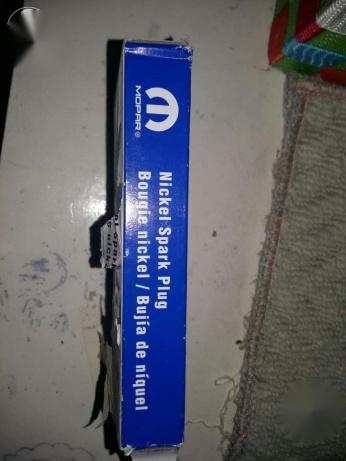 MOPAR®
Nickel Spark Plug
Bougie nickel / Bujía de níquel